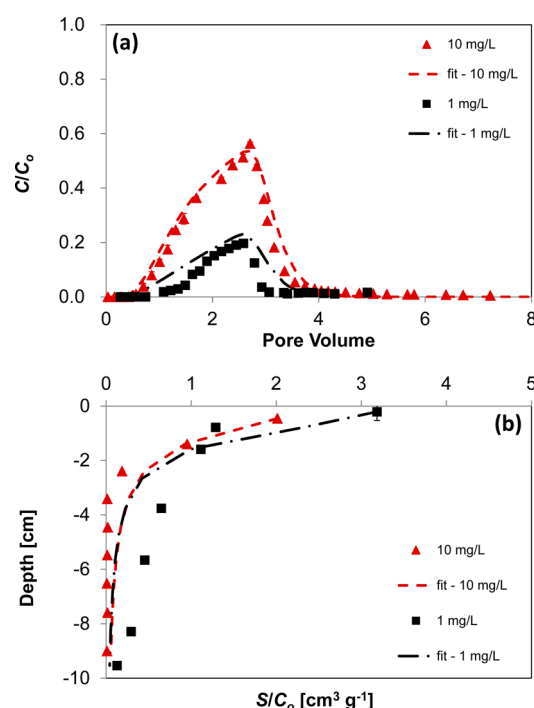 (a)
1.0
0.8
0.6
0.4
0.2
0.0
C/Co
10 mg/L
fit - 10 mg/L
1 mg/L
fit - 1 mg/L
0 2 4 6 8
Pore Volume
0 1 2 3 4 5
(b)
0
-2
-4
-6
-8
-10
Depth [cm]
10 mg/L
fit - 10 mg/L
1 mg/L
fit - 1 mg/L
S/Co [cm³ g⁻¹]